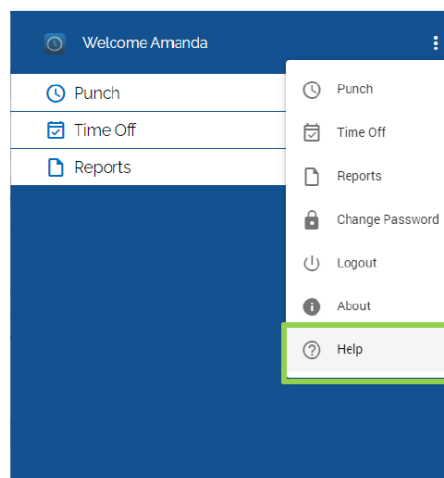 Welcome Amanda
Punch
Time Off
Reports
Punch
Time Off
Reports
Change Password
Logout
About
Help